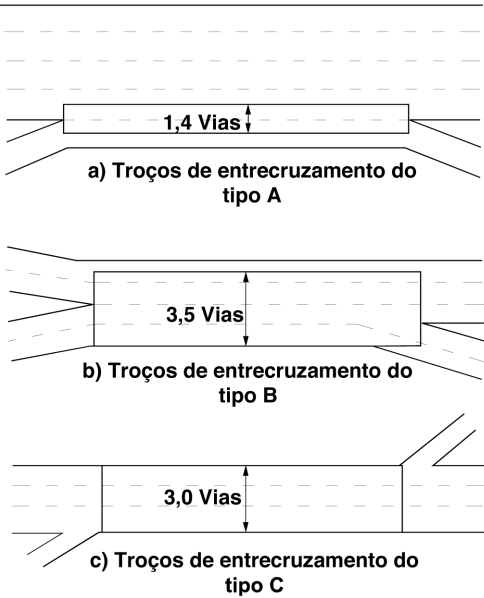 1,4 Vias
a) Troços de entrecruzamento do
tipo A
3,5 Vias
b) Troços de entrecruzamento do
tipo B
3,0 Vias
c) Troços de entrecruzamento do
tipo C